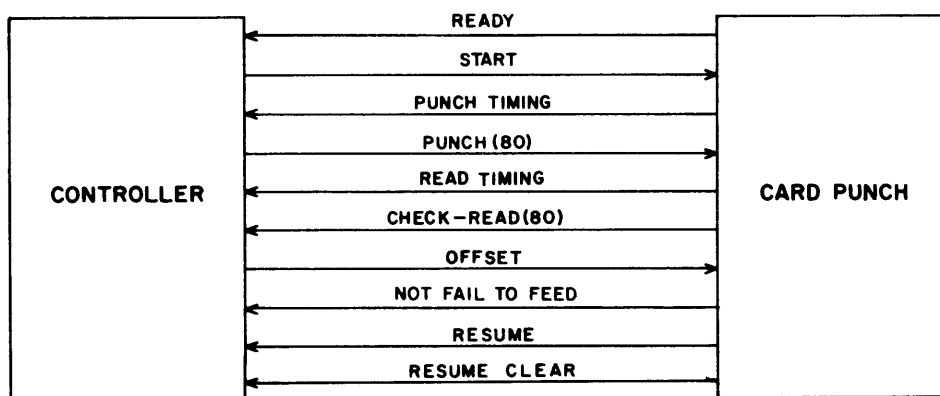 READY
START
PUNCH TIMING
PUNCH (80)
CONTROLLER
READ TIMING
CARD PUNCH
CHECK-READ(80)
OFFSET
NOT FAIL TO FEED
RESUME
RESUME CLEAR